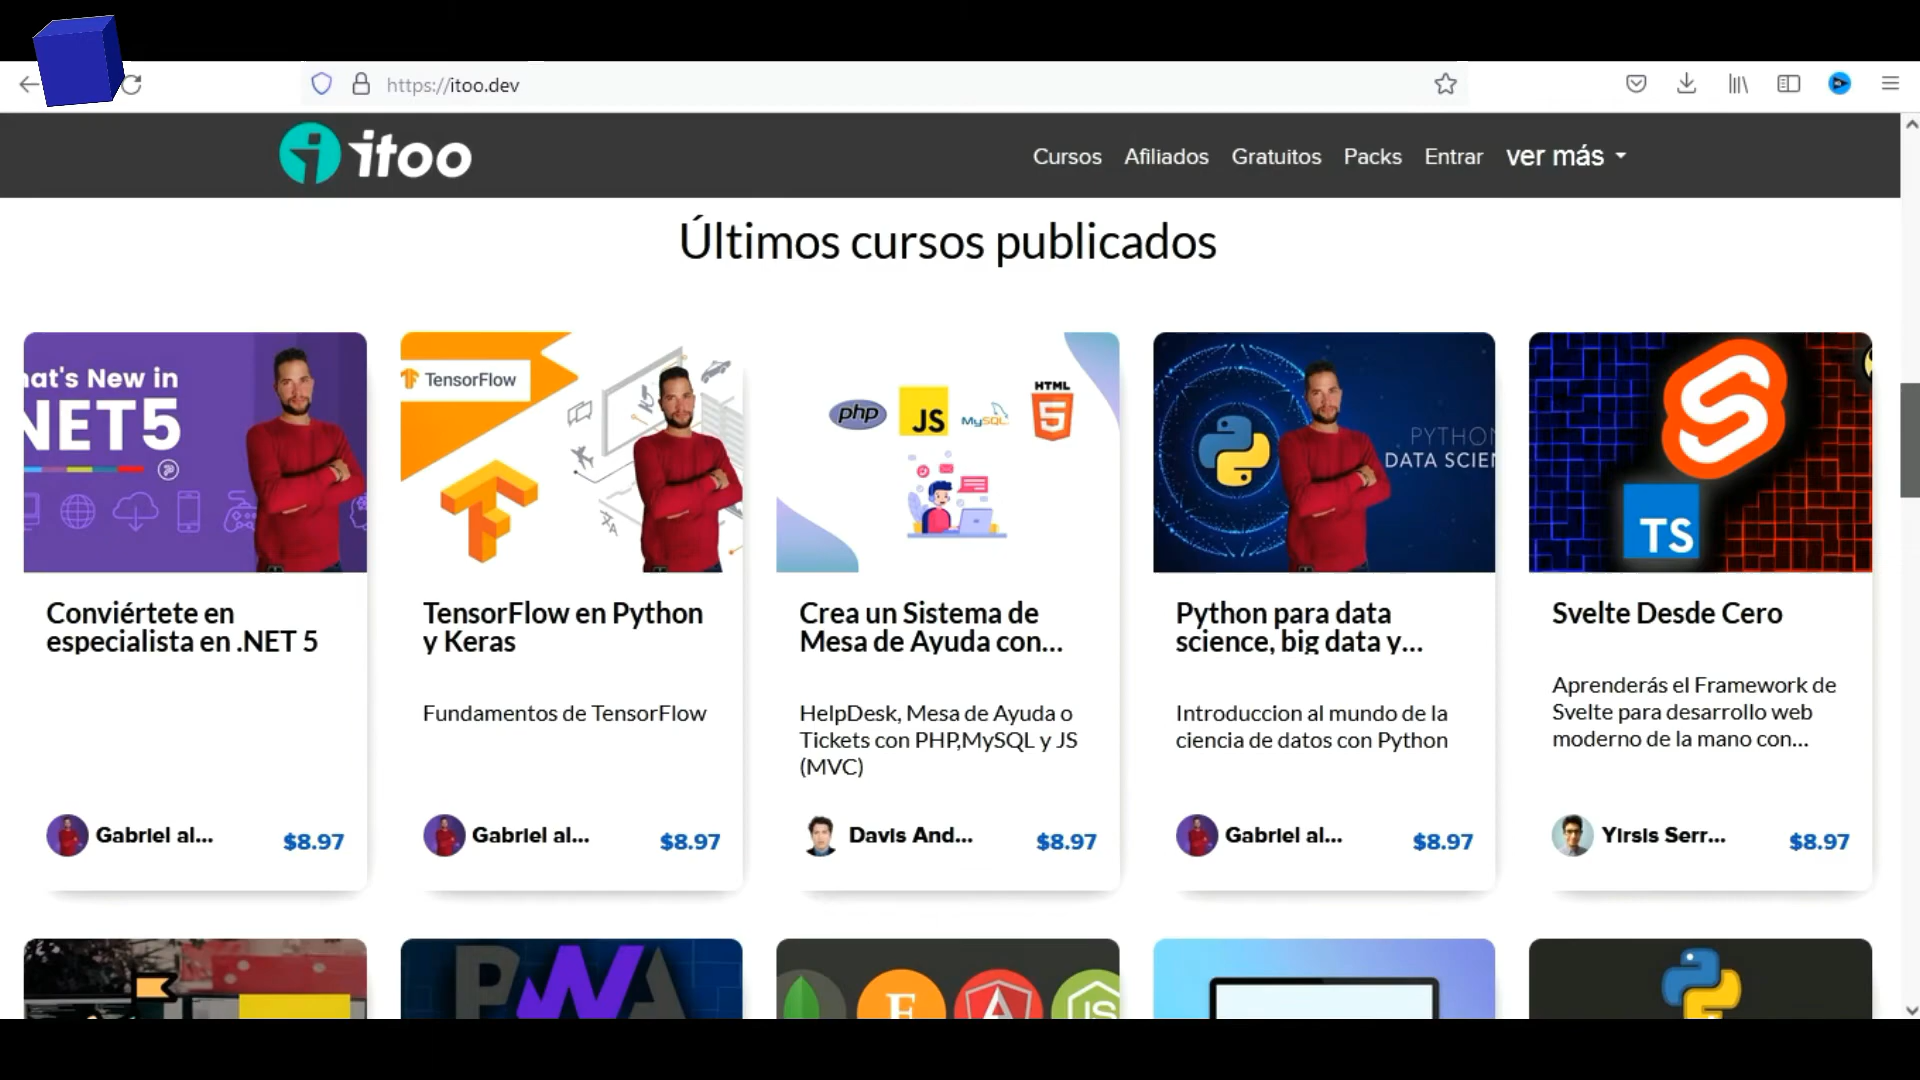 https://itoo.dev
itoo
Cursos Afiliados Gratuitos Packs Entrar ver más
Últimos cursos publicados
hat's New in
NET5
TensorFlow
php JS MySQL HTML 5
PYTHON
DATA SCIEN
S
TS
Conviértete en
especialista en .NET 5
TensorFlow en Python
y Keras
Crea un Sistema de
Mesa de Ayuda con...
Python para data
science, big data y...
Svelte Desde Cero
Fundamentos de TensorFlow
HelpDesk, Mesa de Ayuda o
Tickets con PHP,MySQL y JS
(MVC)
Introduccion al mundo de la
ciencia de datos con Python
Aprenderás el Framework de
Svelte para desarrollo web
moderno de la mano con...
Gabriel al... $8.97
Gabriel al... $8.97
Davis And... $8.97
Gabriel al... $8.97
Yirsis Serr... $8.97
PWA
E A JS